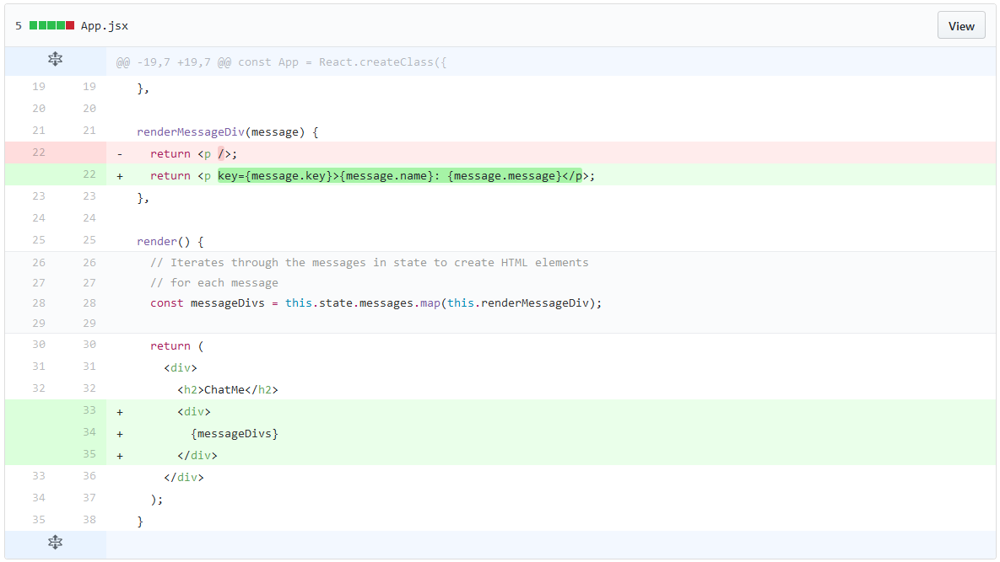 5 App.jsx View
@@ -19,7 +19,7 @@ const App = React.createClass({
19 19 },
20 20
21 21 renderMessageDiv(message) {
22 - return <p />;
22 + return <p key={message.key}>{message.name}: {message.message}</p>;
23 23 },
24 24
25 25 render() {
26 26 // Iterates through the messages in state to create HTML elements
27 27 // for each message
28 28 const messageDivs = this.state.messages.map(this.renderMessageDiv);
29 29
30 30 return (
31 31 <div>
32 32 <h2>ChatMe</h2>
33 + <div>
34 + {messageDivs}
35 + </div>
33 36 </div>
34 37 );
35 38 }